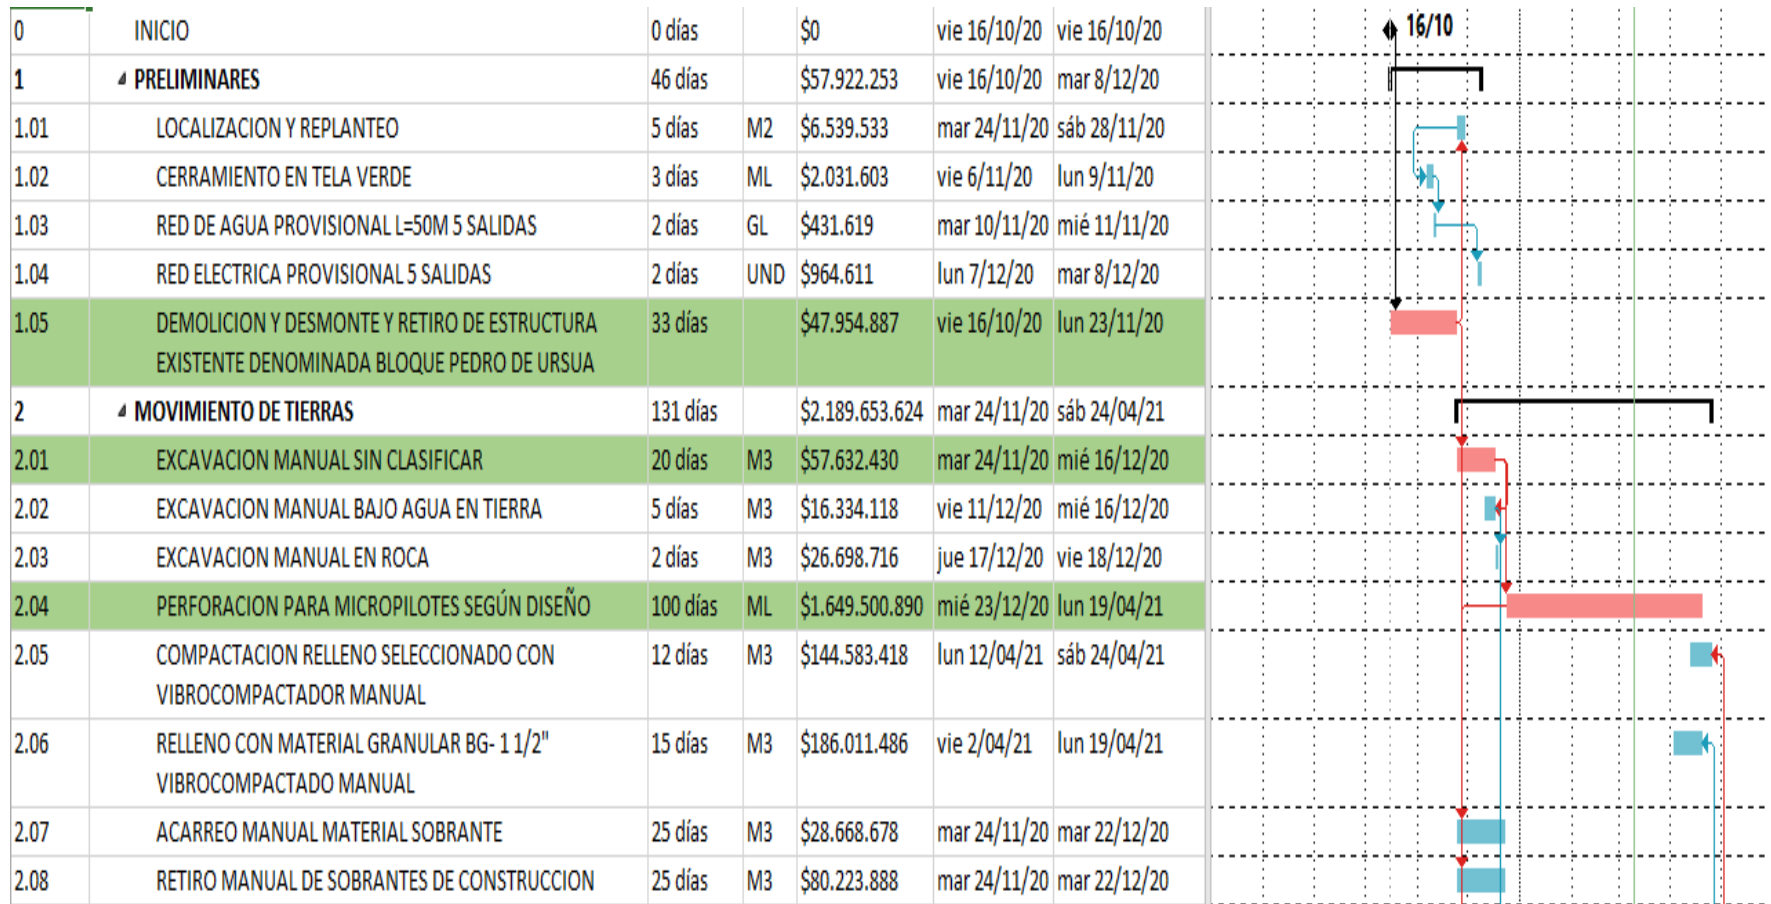 0 INICIO 0 días $0 vie 16/10/20 vie 16/10/20 16/10
1 PRELIMINARES 46 días $57.922.253 vie 16/10/20 mar 8/12/20
1.01 LOCALIZACION Y REPLANTEO 5 días M2 $6.539.533 mar 24/11/20 sáb 28/11/20
1.02 CERRAMIENTO EN TELA VERDE 3 días ML $2.031.603 vie 6/11/20 lun 9/11/20
1.03 RED DE AGUA PROVISIONAL L=50M 5 SALIDAS 2 días GL $431.619 mar 10/11/20 mié 11/11/20
1.04 RED ELECTRICA PROVISIONAL 5 SALIDAS 2 días UND $964.611 lun 7/12/20 mar 8/12/20
1.05 DEMOLICION Y DESMONTE Y RETIRO DE ESTRUCTURA 33 días $47.954.887 vie 16/10/20 lun 23/11/20
EXISTENTE DENOMINADA BLOQUE PEDRO DE URSUA
2 MOVIMIENTO DE TIERRAS 131 días $2.189.653.624 mar 24/11/20 sáb 24/04/21
2.01 EXCAVACION MANUAL SIN CLASIFICAR 20 días M3 $57.632.430 mar 24/11/20 mié 16/12/20
2.02 EXCAVACION MANUAL BAJO AGUA EN TIERRA 5 días M3 $16.334.118 vie 11/12/20 mié 16/12/20
2.03 EXCAVACION MANUAL EN ROCA 2 días M3 $26.698.716 jue 17/12/20 vie 18/12/20
2.04 PERFORACION PARA MICROPILOTES SEGÚN DISEÑO 100 días ML $1.649.500.890 mié 23/12/20 lun 19/04/21
2.05 COMPACTACION RELLENO SELECCIONADO CON 12 días M3 $144.583.418 lun 12/04/21 sáb 24/04/21
VIBROCOMPACTADOR MANUAL
2.06 RELLENO CON MATERIAL GRANULAR BG- 1 1/2" 15 días M3 $186.011.486 vie 2/04/21 lun 19/04/21
VIBROCOMPACTADO MANUAL
2.07 ACARREO MANUAL MATERIAL SOBRANTE 25 días M3 $28.668.678 mar 24/11/20 mar 22/12/20
2.08 RETIRO MANUAL DE SOBRANTES DE CONSTRUCCION 25 días M3 $80.223.888 mar 24/11/20 mar 22/12/20